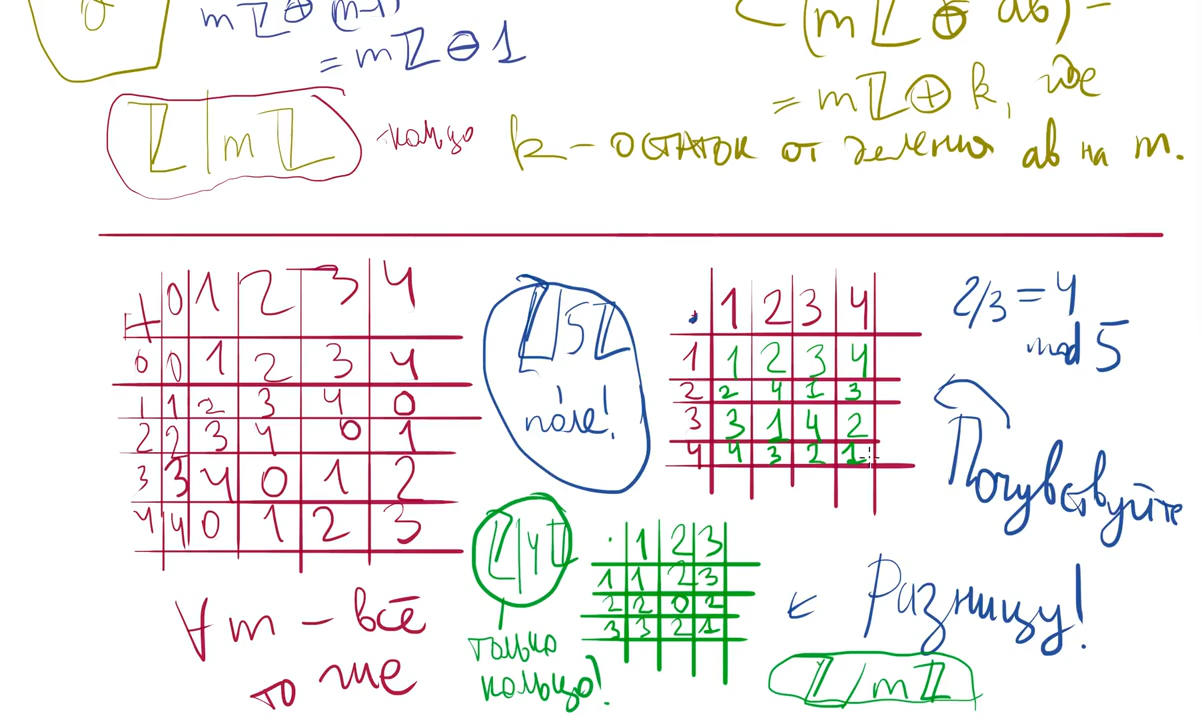 mℤ ⊕ (m-1)
= mℤ ⊖ 1
(mℤ ⊕ ab) =
= mℤ ⊕ k, где
ℤ/mℤ - кольцо
k - остаток от деления ab на m.
+ 0 1 2 3 4
0 0 1 2 3 4
1 1 2 3 4 0
2 2 3 4 0 1
3 3 4 0 1 2
4 4 0 1 2 3
∀m - всё
то же
ℤ|5ℤ
поле!
· 1 2 3 4
1 1 2 3 4
2 2 4 1 3
3 3 1 4 2
4 4 3 2 1
2/3 = 4
mod 5
Почувствуйте
Разницу!
ℤ|4ℤ
только
кольцо!
· 1 2 3
1 1 2 3
2 2 0 2
3 3 2 1
ℤ/mℤ